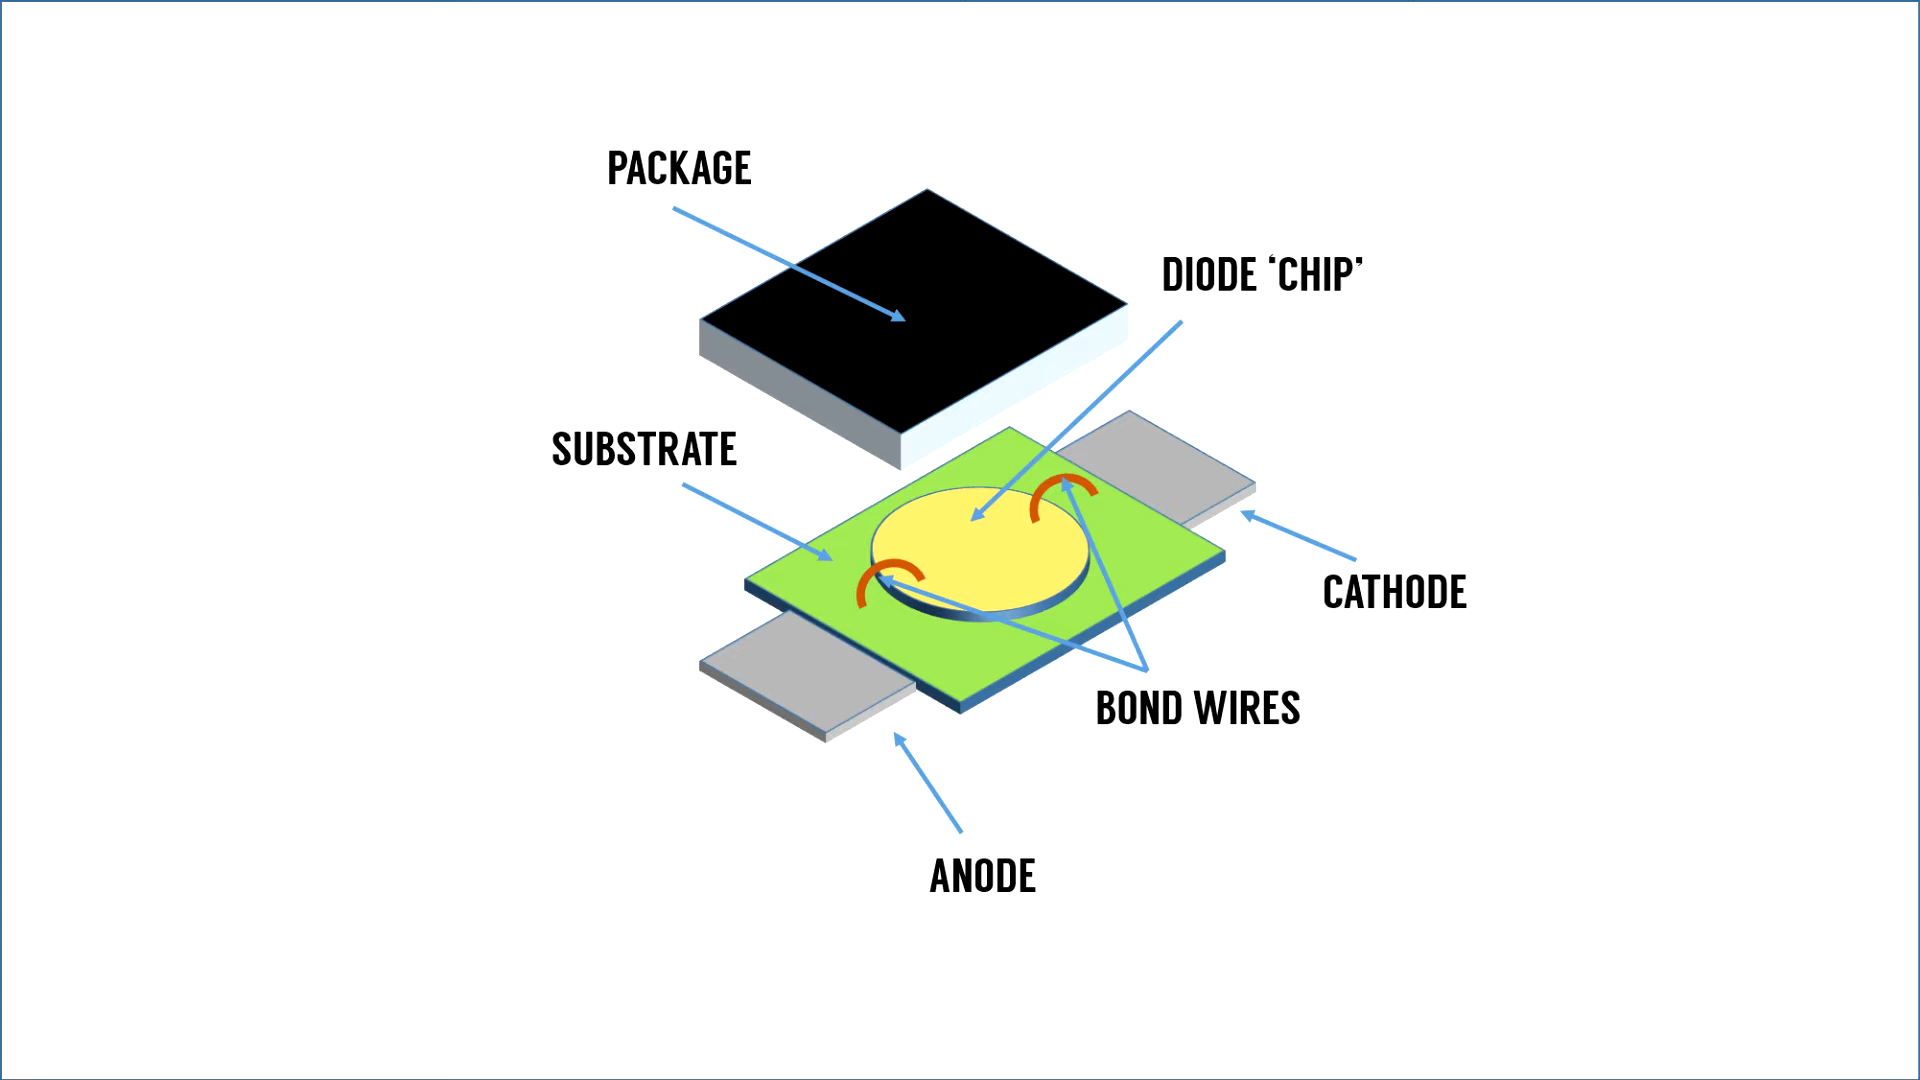 PACKAGE
DIODE ‘CHIP’
SUBSTRATE
CATHODE
BOND WIRES
ANODE